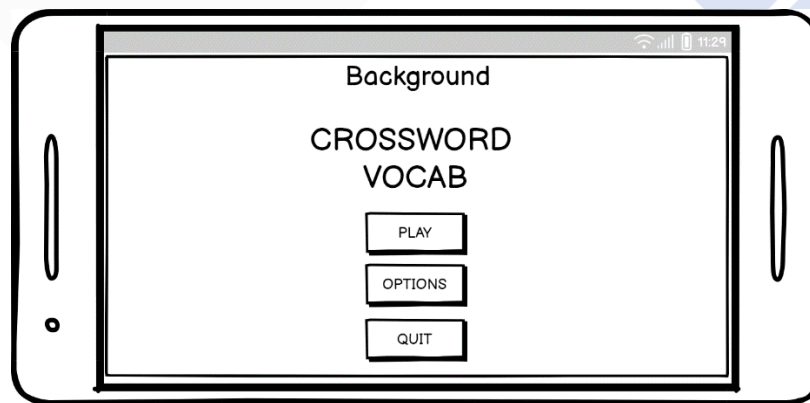 11:29
Background
CROSSWORD
VOCAB
PLAY
OPTIONS
QUIT